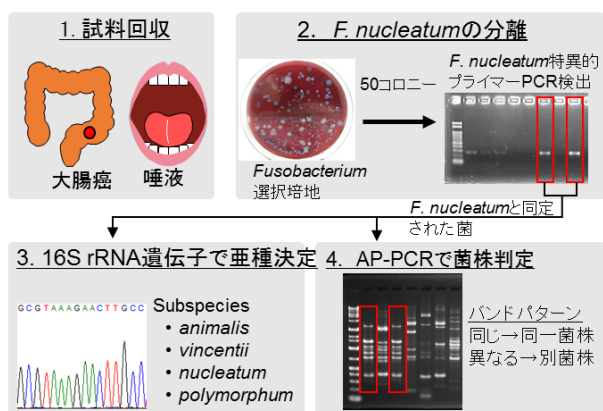 1. 試料回収
大腸癌
唾液
2. F. nucleatumの分離
Fusobacterium
選択培地
50コロニー
F. nucleatum特異的
プライマーPCR検出
F. nucleatumと同定
された菌
3. 16S rRNA遺伝子で亜種決定
GCGTAAAGAACTTGCC
Subspecies
• animalis
• vincentii
• nucleatum
• polymorphum
4. AP-PCRで菌株判定
バンドパターン
同じ→同一菌株
異なる→別菌株